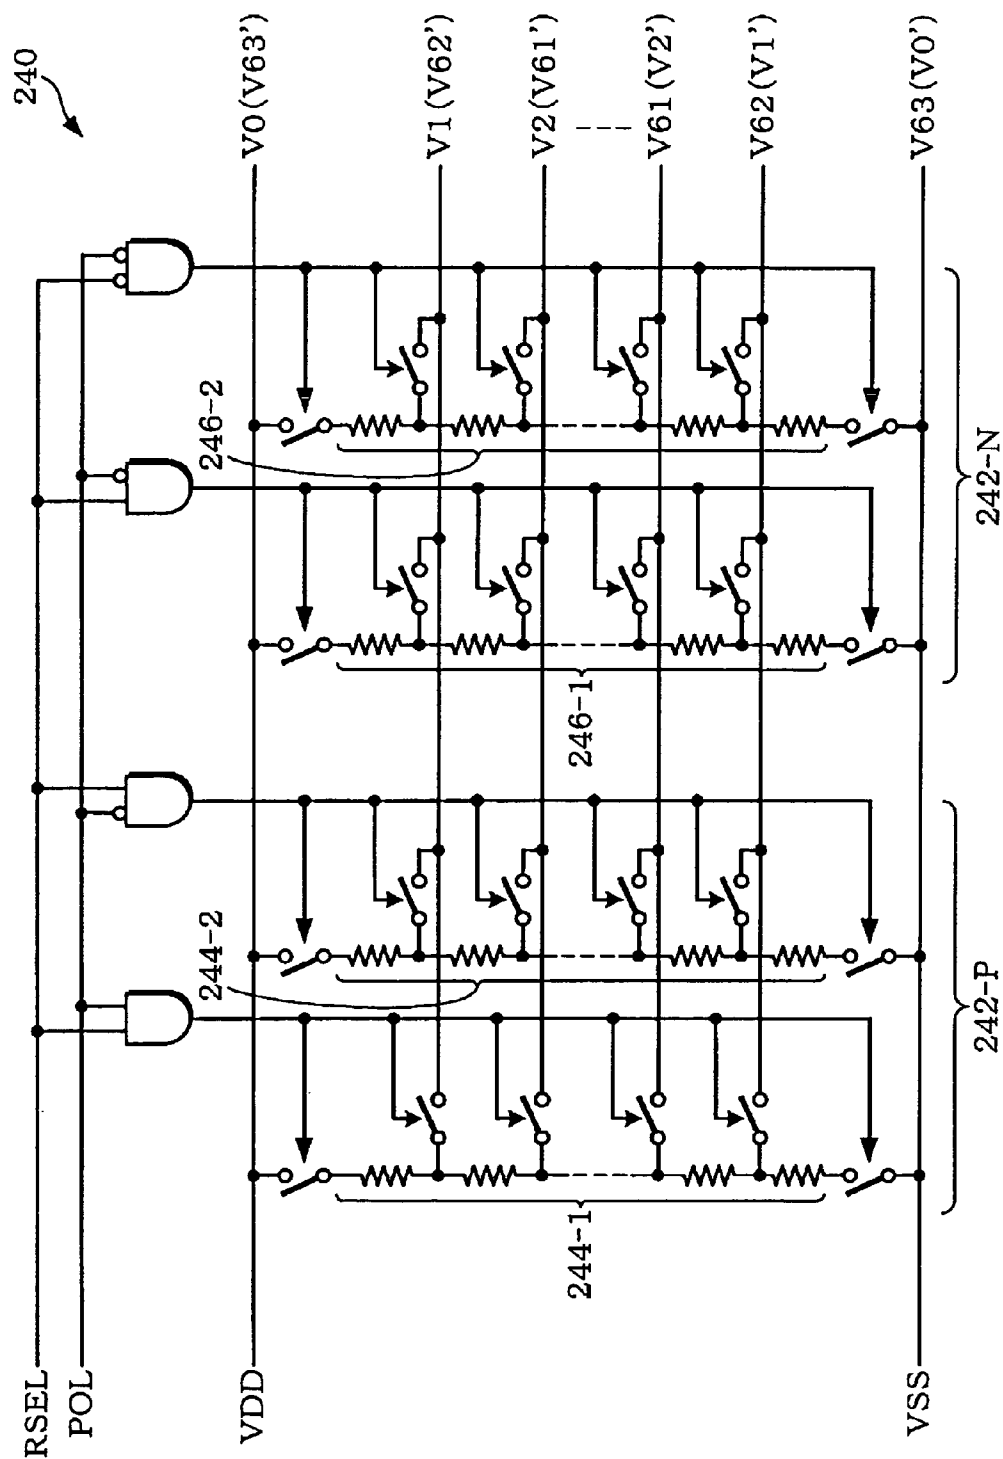 240
RSEL
POL
VDD
VSS
V0(V63')
V1(V62')
V2(V61')
V61(V2')
V62(V1')
V63(V0')
244-1
244-2
246-1
246-2
242-P
242-N